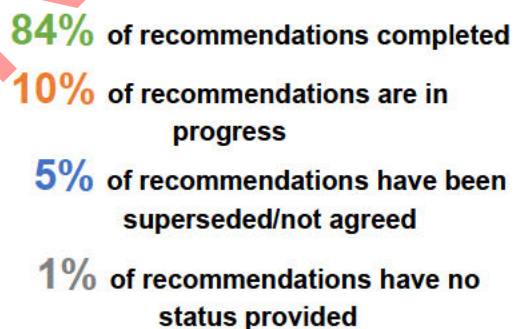 84% of recommendations completed
10% of recommendations are in
progress
5% of recommendations have been
superseded/not agreed
1% of recommendations have no
status provided